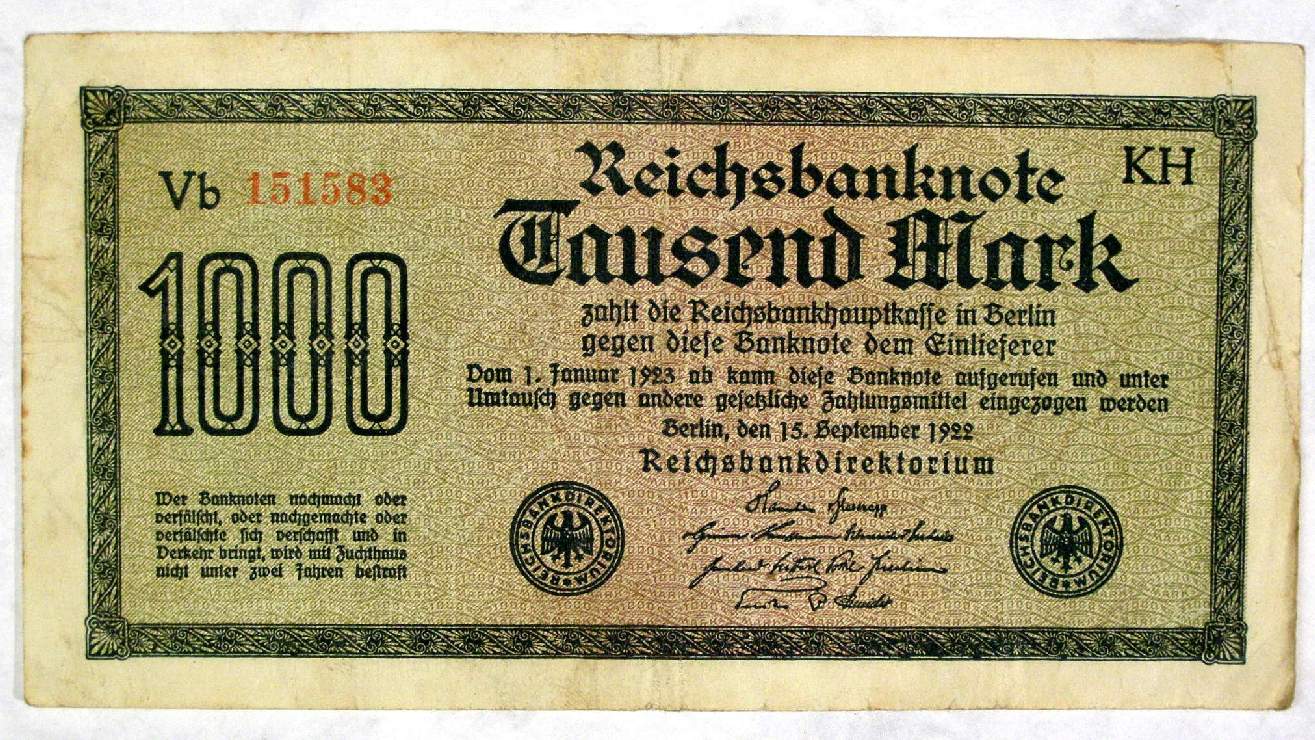 Vb 151583
KH
Reichsbanknote
Tausend Mark
1000
zahlt die Reichsbankhauptkasse in Berlin
gegen diese Banknote dem Einlieferer
Vom 1. Januar 1923 ab kann diese Banknote aufgerufen und unter
Umtausch gegen andere gesetzliche Zahlungsmittel eingezogen werden
Berlin, den 15. September 1922
Reichsbankdirektorium
Wer Banknoten nachmacht oder
verfälscht, oder nachgemachte oder
verfälschte sich verschafft und in
Verkehr bringt, wird mit Zuchthaus
nicht unter zwei Jahren bestraft
REICHSBANKDIREKTORIUM
REICHSBANKDIREKTORIUM